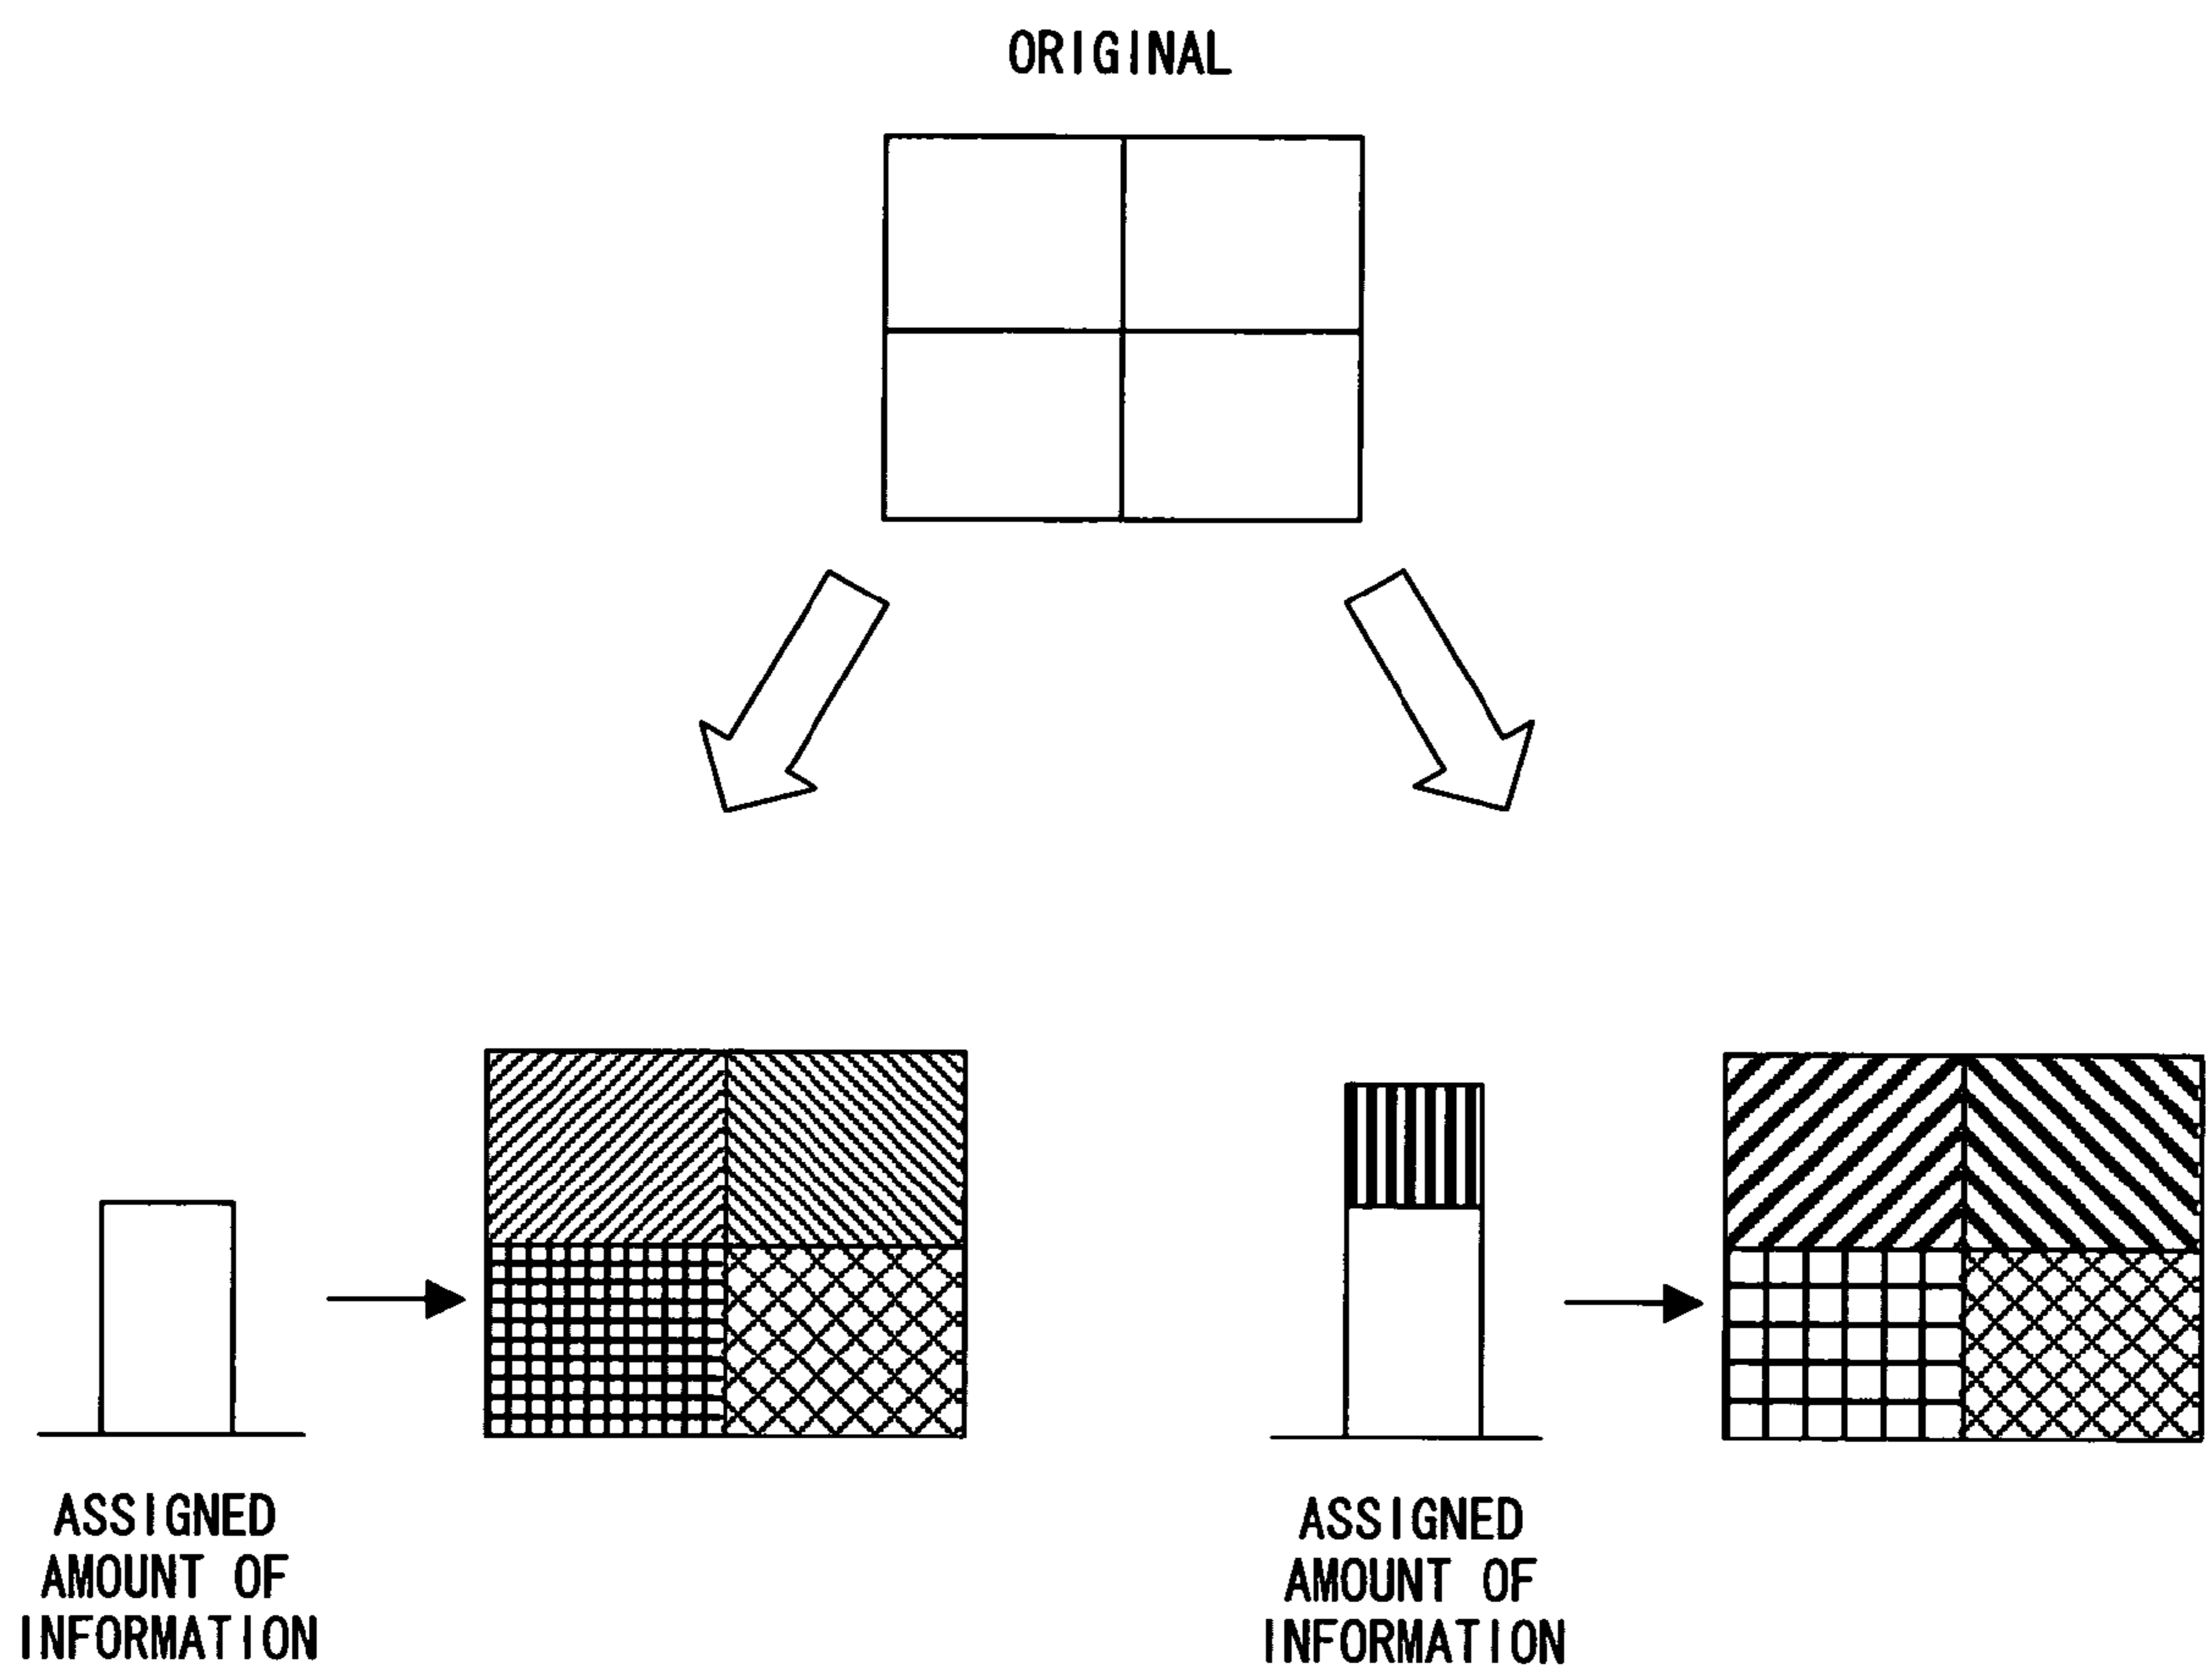 ORIGINAL
ASSIGNED
AMOUNT OF
INFORMATION
ASSIGNED
AMOUNT OF
INFORMATION